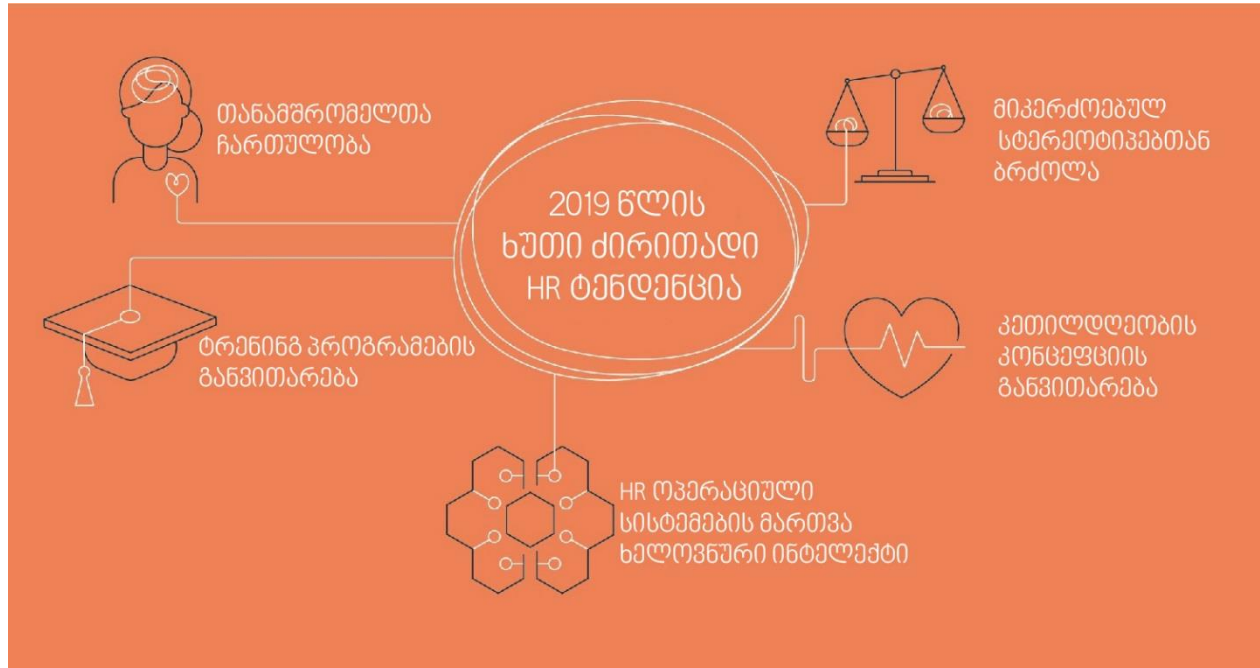 2019 წლის
ხუთი ძირითადი
HR ტენდენცია
თანამშრომელთა
ჩართულობა
მიკერძოებულ
სტერეოტიპებთან
ბრძოლა
ტრენინგ პროგრამების
განვითარება
კეთილდღეობის
კონცეფციის
განვითარება
HR ოპერაციული
სისტემების მართვა
ხელოვნური ინტელექტი